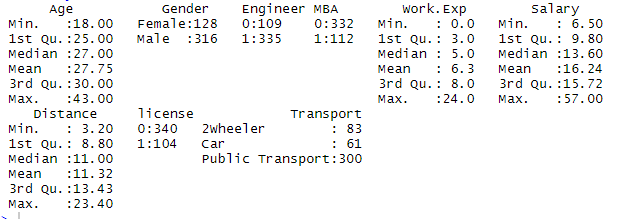 Age           Gender    Engineer MBA        Work.Exp        Salary
Min.   :18.00   Female:128   0:109   0:332   Min.   : 0.0   Min.   : 6.50
1st Qu.:25.00   Male  :316   1:335   1:112   1st Qu.: 3.0   1st Qu.: 9.80
Median :27.00                                Median : 5.0   Median :13.60
Mean   :27.75                                Mean   : 6.3   Mean   :16.24
3rd Qu.:30.00                                3rd Qu.: 8.0   3rd Qu.:15.72
Max.   :43.00                                Max.   :24.0   Max.   :57.00
   Distance     license            Transport
Min.   : 3.20   0:340   2Wheeler        : 83
1st Qu.: 8.80   1:104   Car             : 61
Median :11.00           Public Transport:300
Mean   :11.32
3rd Qu.:13.43
Max.   :23.40
>